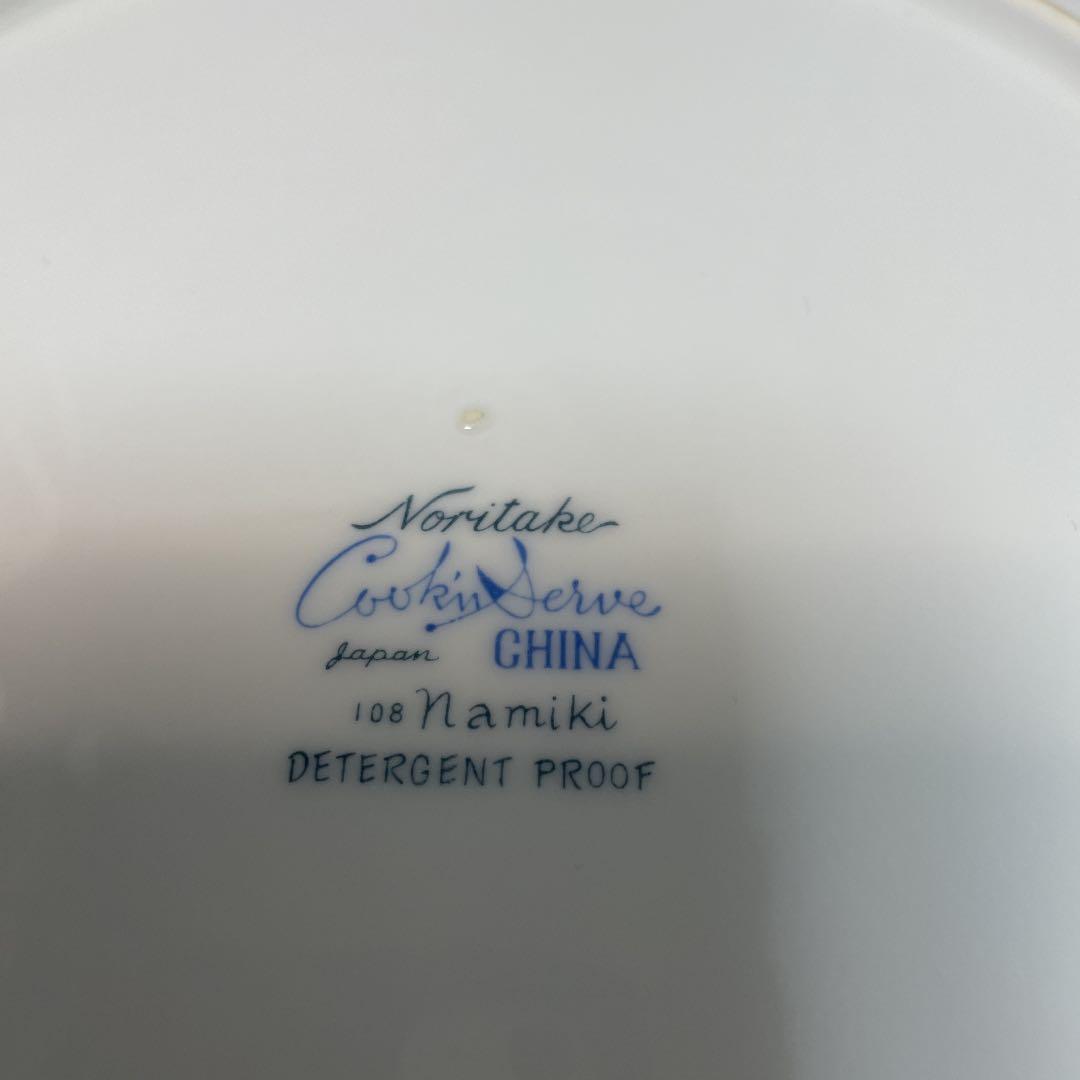 Noritake
Cook'n Serve
Japan CHINA
108 Namiki
DETERGENT PROOF